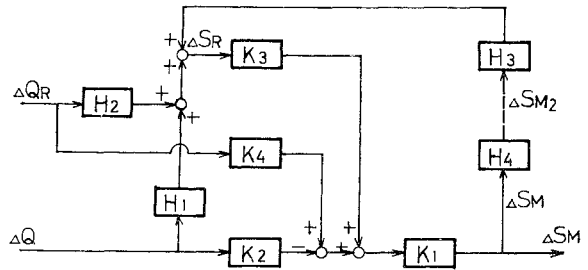 + ΔSR K3 H3
+
ΔQR H2 + +
ΔSM2
K4 H4
H1 ΔSM
+ +
ΔQ K2 - + K1 ΔSM